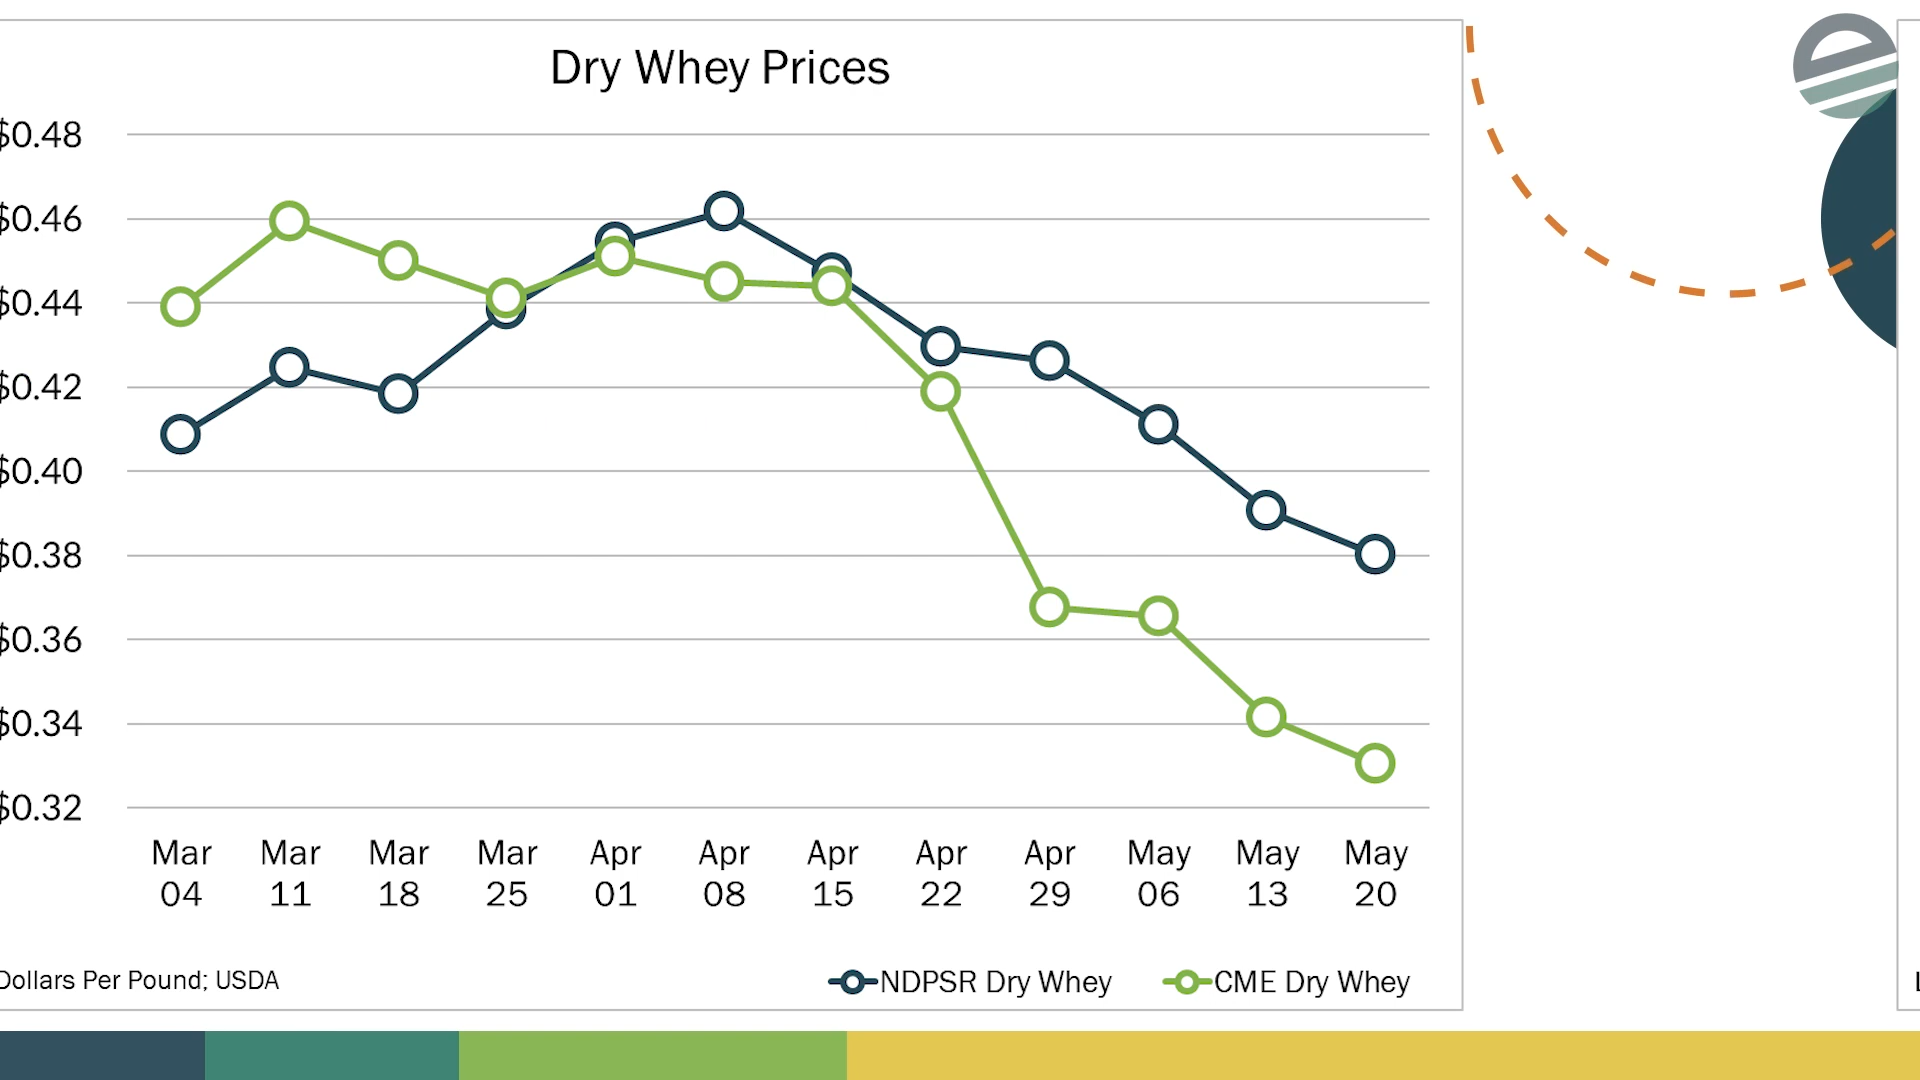 Dry Whey Prices
$0.48
$0.46
$0.44
$0.42
$0.40
$0.38
$0.36
$0.34
$0.32
Mar 04
Mar 11
Mar 18
Mar 25
Apr 01
Apr 08
Apr 15
Apr 22
Apr 29
May 06
May 13
May 20
Dollars Per Pound; USDA
NDPSR Dry Whey
CME Dry Whey